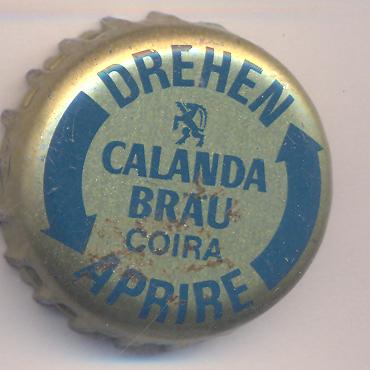 DREHEN
CALANDA
BRÄU
COIRA
APRIRE